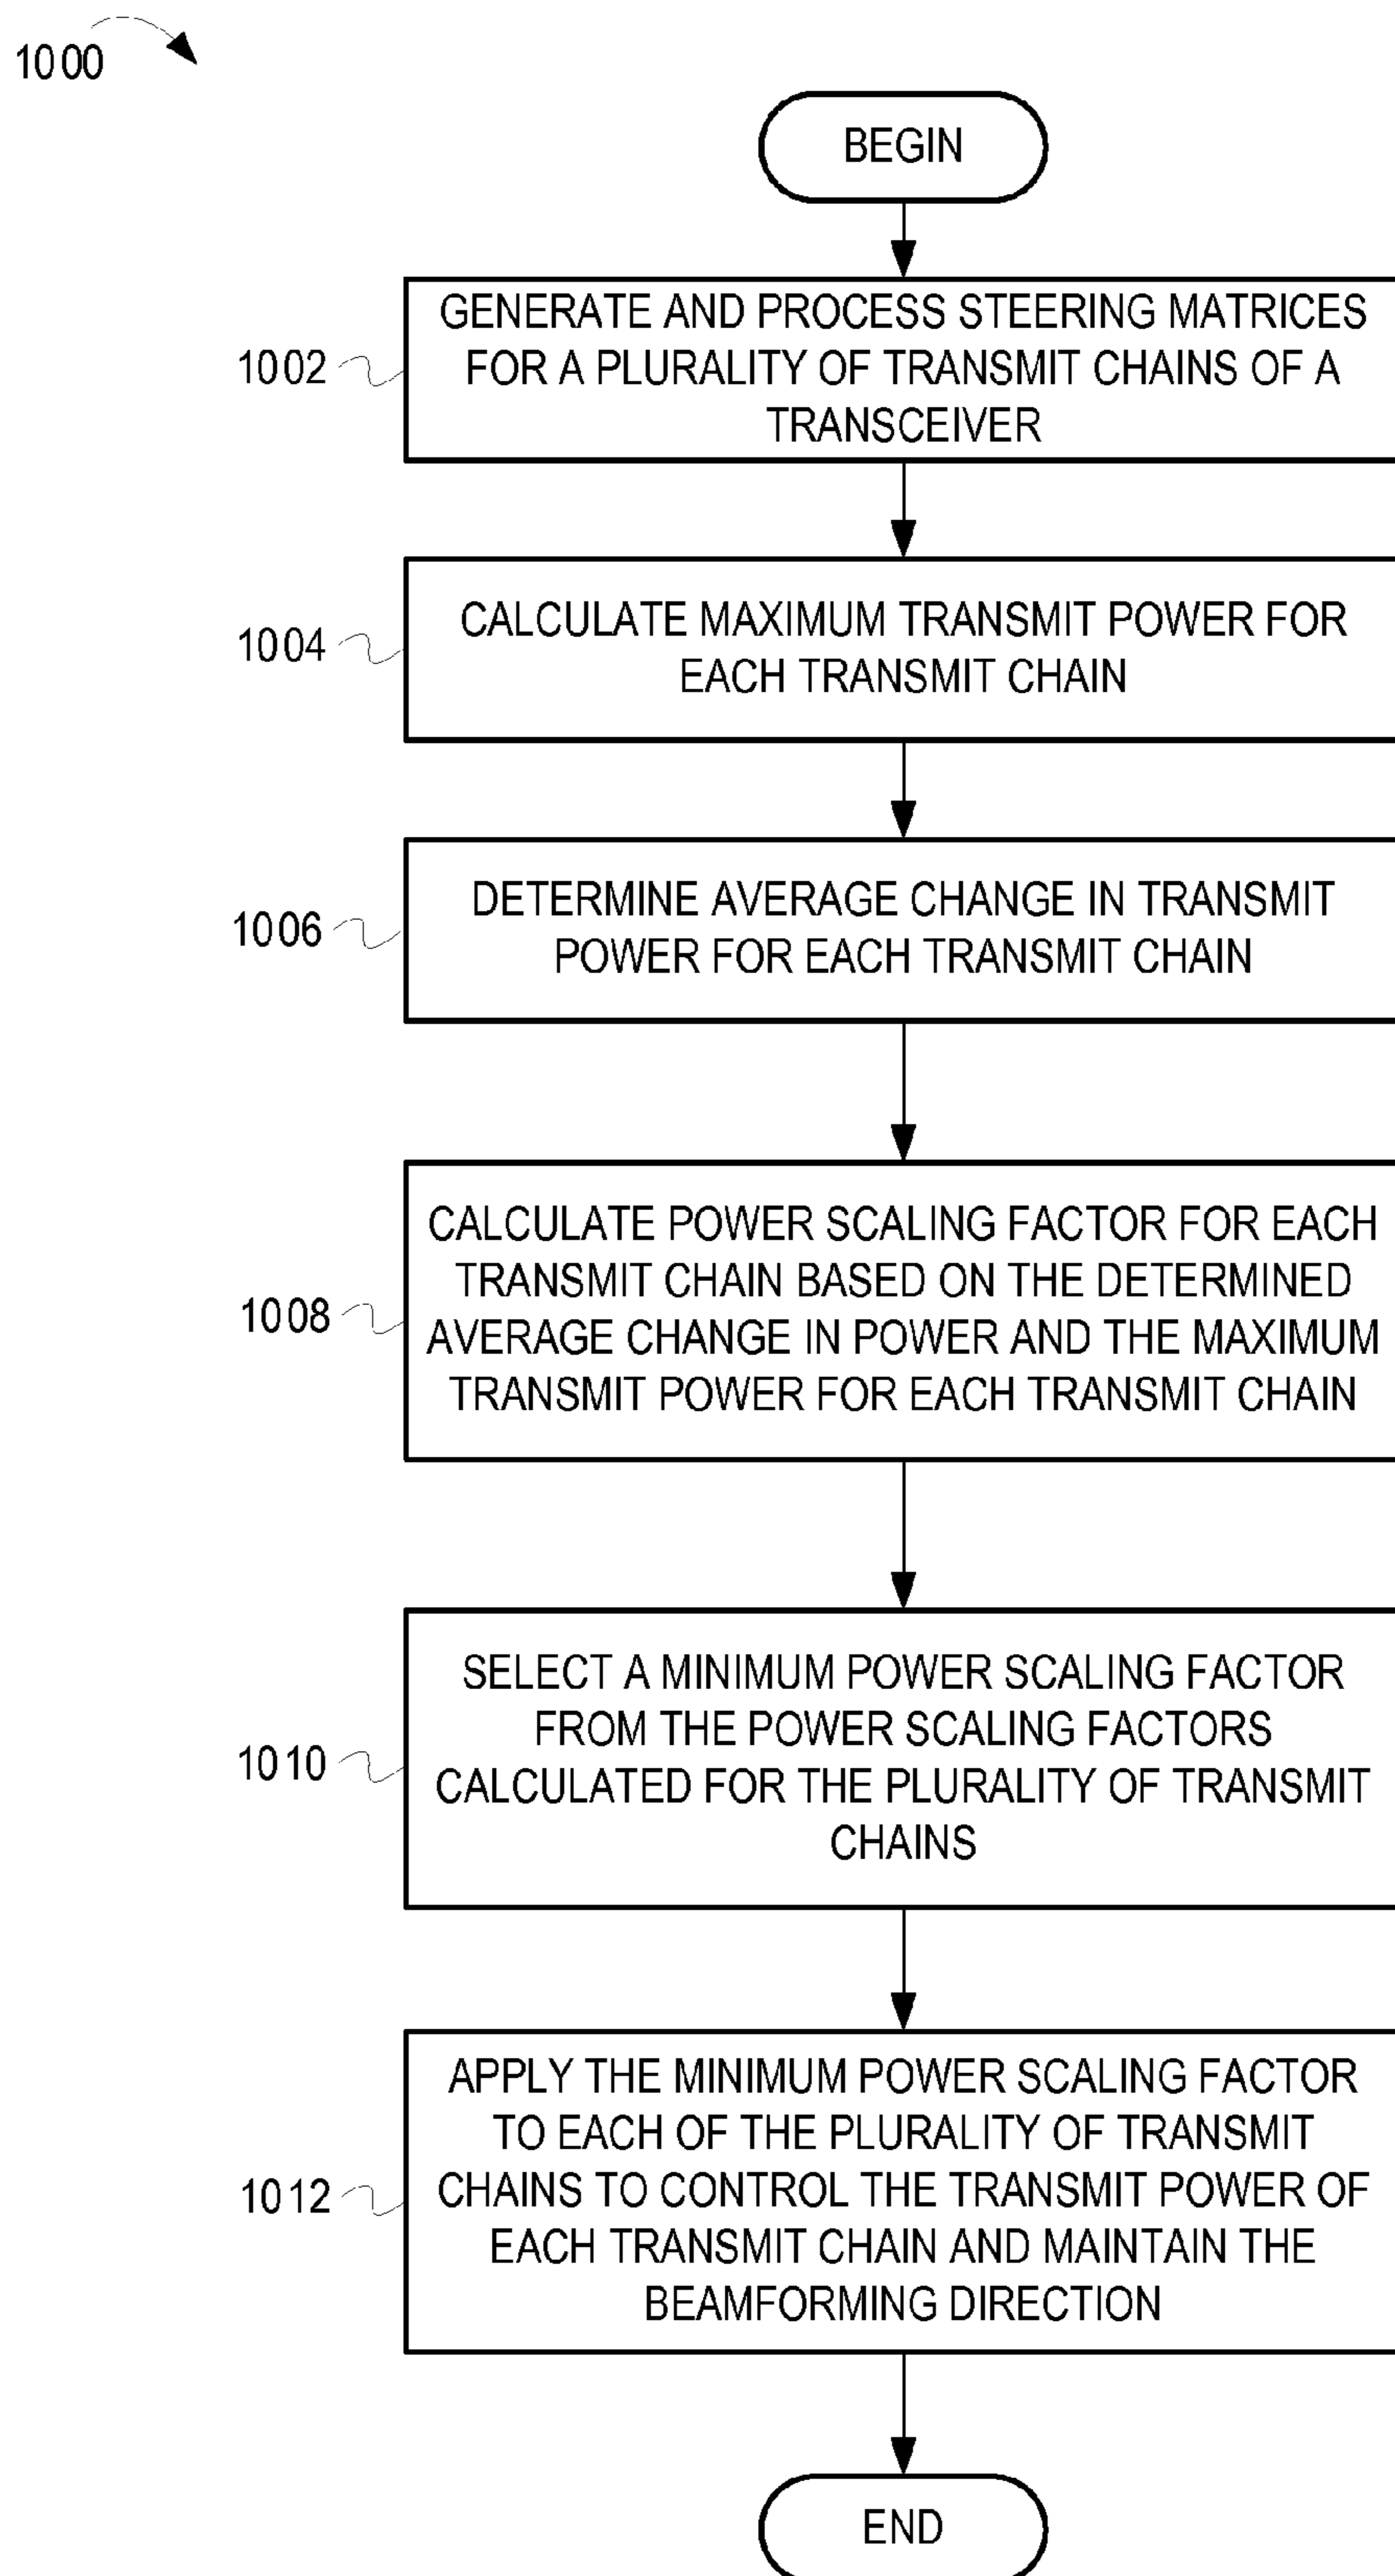 1000
BEGIN
GENERATE AND PROCESS STEERING MATRICES
FOR A PLURALITY OF TRANSMIT CHAINS OF A
TRANSCEIVER
1002
CALCULATE MAXIMUM TRANSMIT POWER FOR
EACH TRANSMIT CHAIN
1004
DETERMINE AVERAGE CHANGE IN TRANSMIT
POWER FOR EACH TRANSMIT CHAIN
1006
CALCULATE POWER SCALING FACTOR FOR EACH
TRANSMIT CHAIN BASED ON THE DETERMINED
AVERAGE CHANGE IN POWER AND THE MAXIMUM
TRANSMIT POWER FOR EACH TRANSMIT CHAIN
1008
SELECT A MINIMUM POWER SCALING FACTOR
FROM THE POWER SCALING FACTORS
CALCULATED FOR THE PLURALITY OF TRANSMIT
CHAINS
1010
APPLY THE MINIMUM POWER SCALING FACTOR
TO EACH OF THE PLURALITY OF TRANSMIT
CHAINS TO CONTROL THE TRANSMIT POWER OF
EACH TRANSMIT CHAIN AND MAINTAIN THE
BEAMFORMING DIRECTION
1012
END